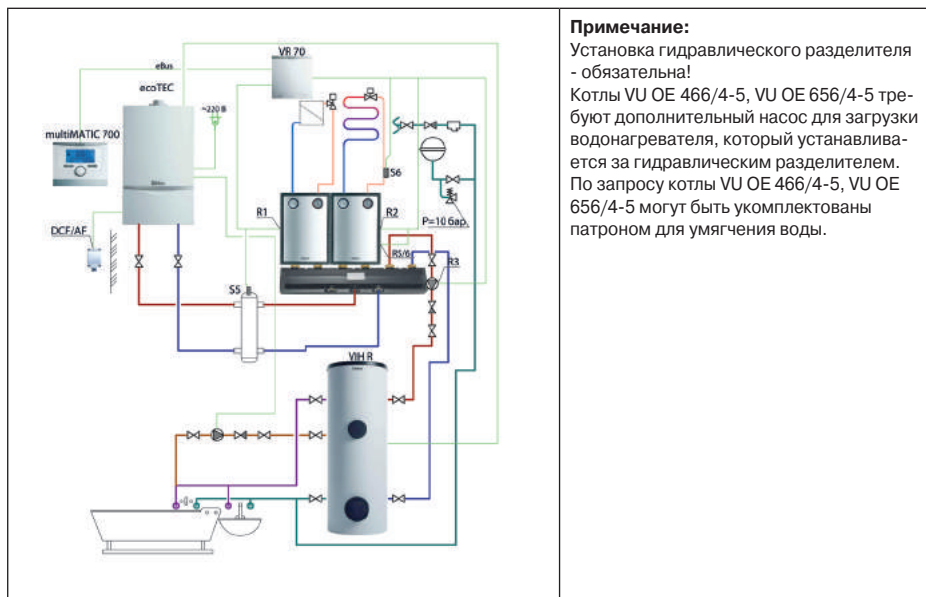 VR 70
eBus
ecoTEC
~220 В
multiMATIC 700
S6
R1
R2
P=10 бар.
DCF/AF
RS/6
R3
S5
VIH R
Примечание:
Установка гидравлического разделителя
- обязательна!
Котлы VU OE 466/4-5, VU OE 656/4-5 тре-
буют дополнительный насос для загрузки
водонагревателя, который устанавлива-
ется за гидравлическим разделителем.
По запросу котлы VU OE 466/4-5, VU OE
656/4-5 могут быть укомплектованы
патроном для умягчения воды.